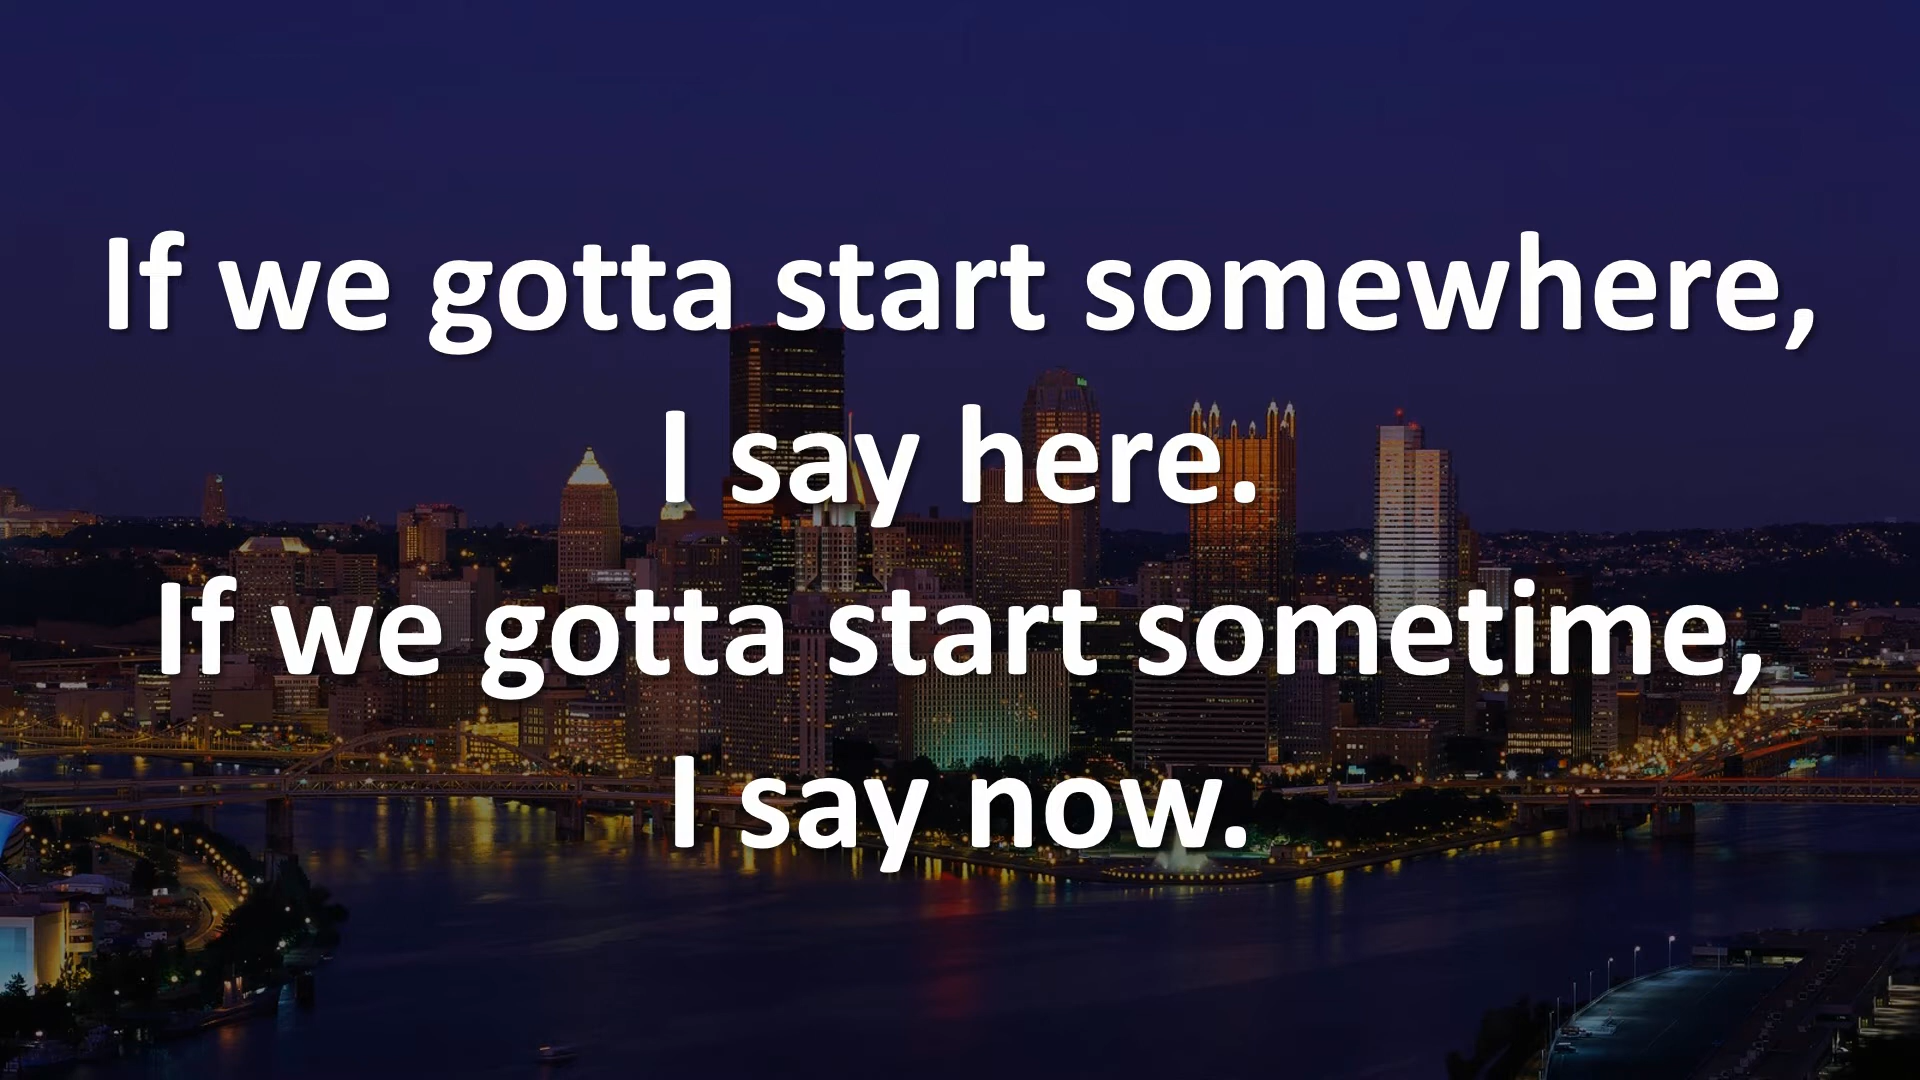 If we gotta start somewhere,
I say here.
If we gotta start sometime,
I say now.